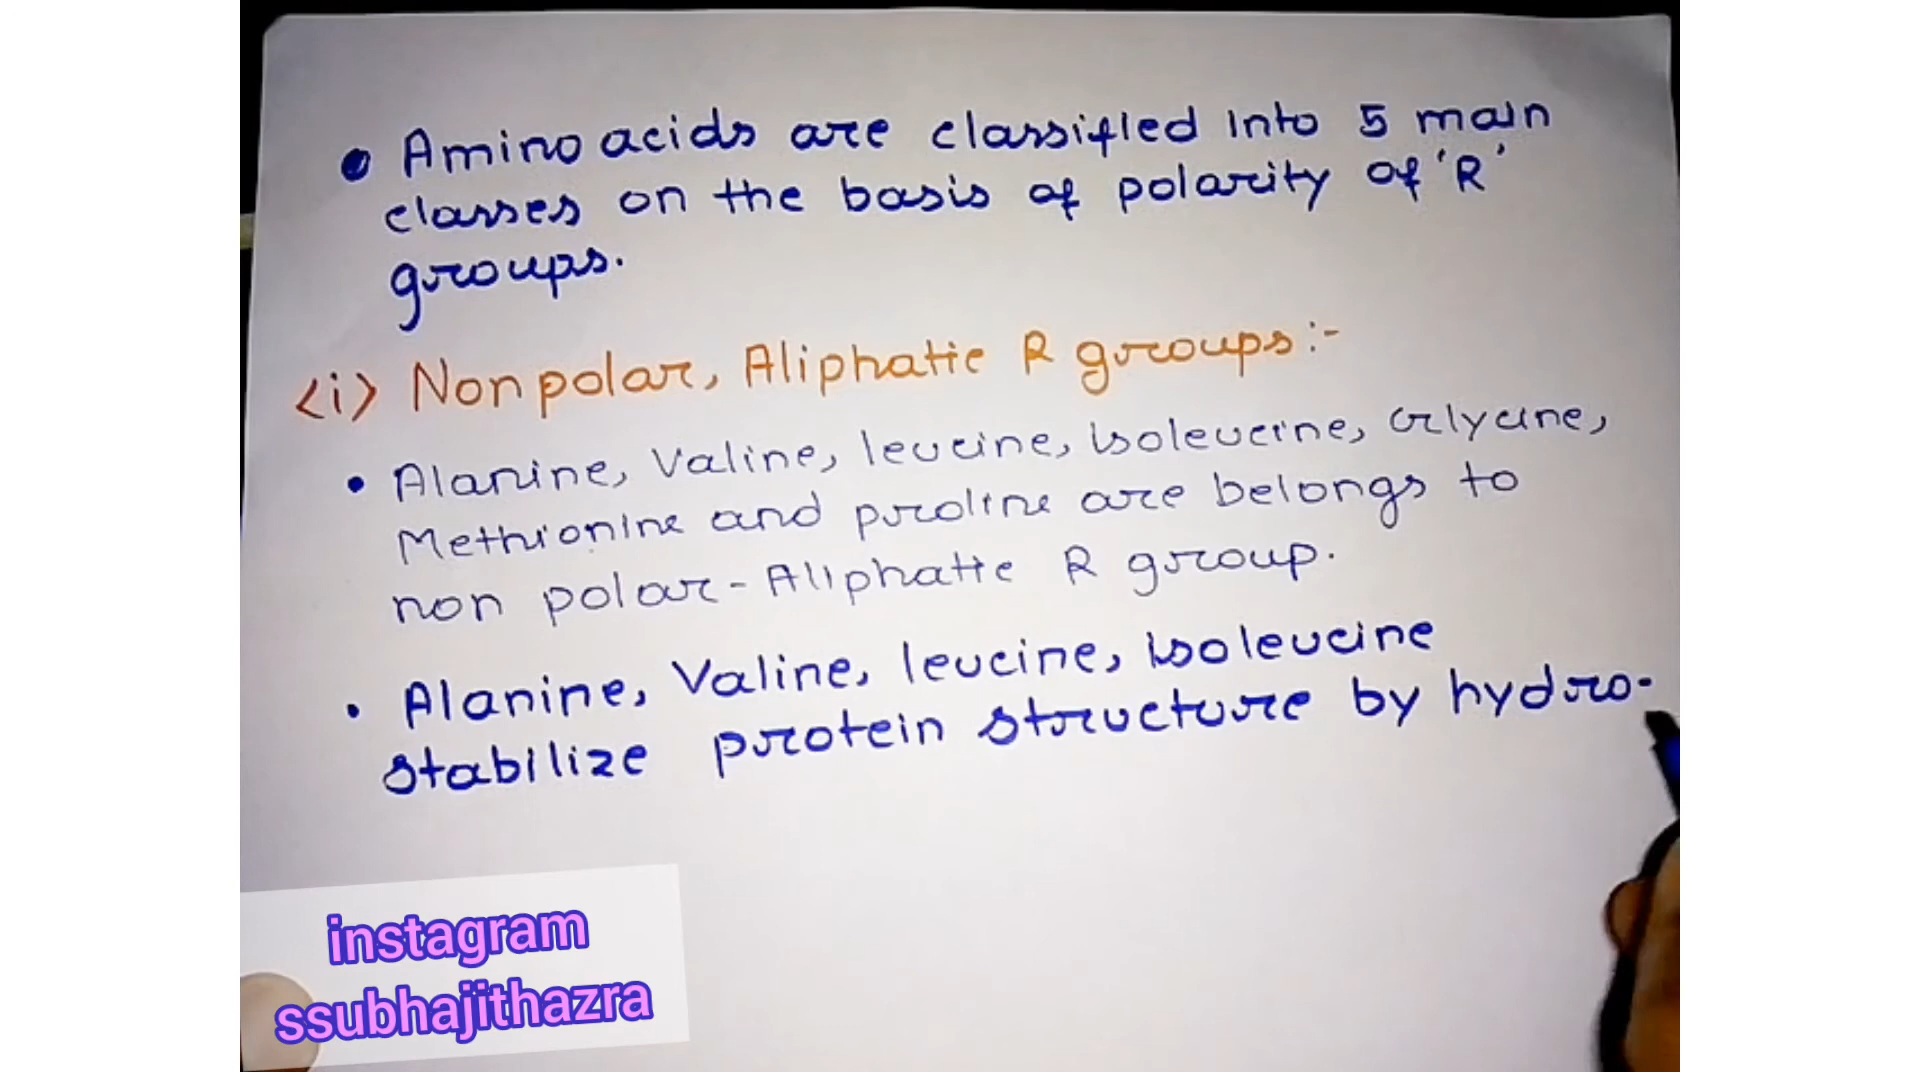 • Amino acids are classified into 5 main
classes on the basis of polarity of 'R'
groups.
<i> Nonpolar, Aliphatic R groups:-
• Alanine, Valine, leucine, isoleucine, Glycine,
Methionine and proline are belongs to
non polar-Aliphatic R group.
• Alanine, Valine, leucine, isoleucine
stabilize protein structure by hydro-
instagram
ssubhajithazra